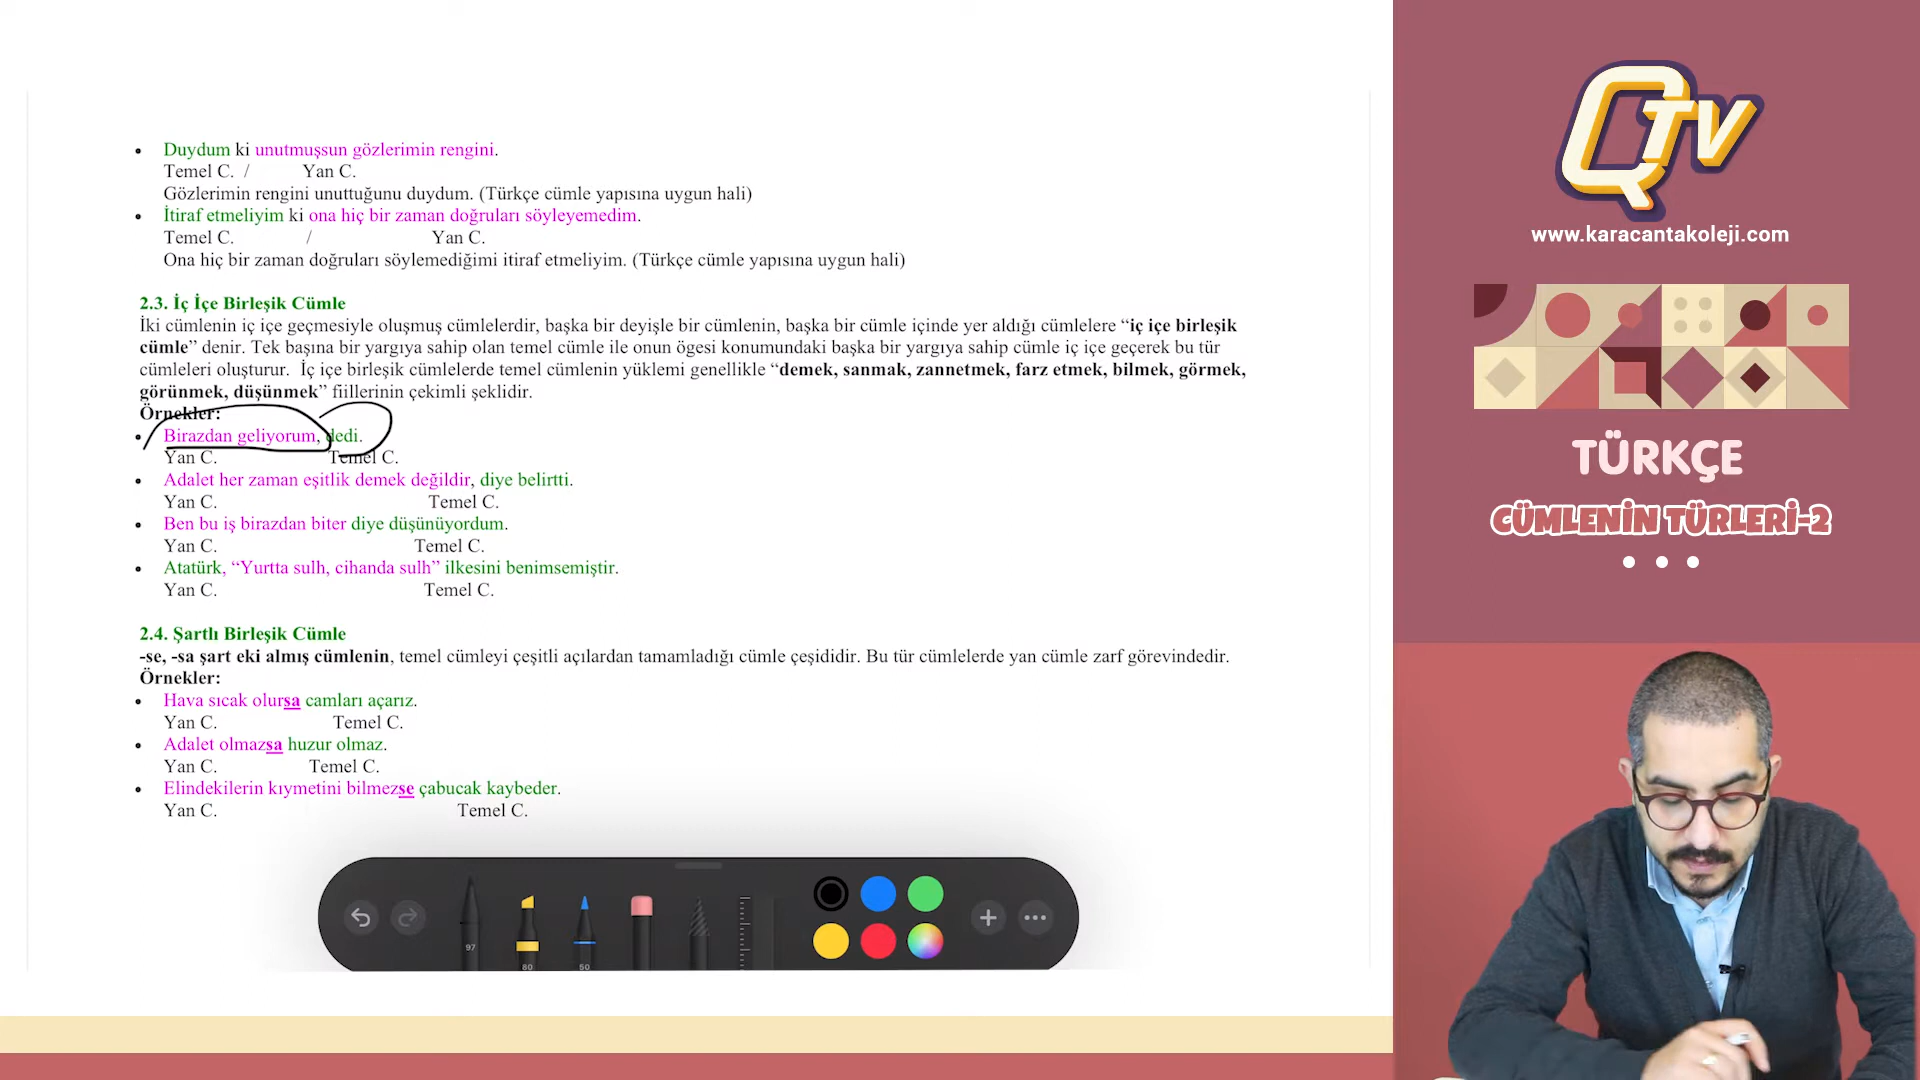 Duydum ki unutmuşsun gözlerimin rengini.
Temel C. / Yan C.
Gözlerimin rengini unuttuğunu duydum. (Türkçe cümle yapısına uygun hali)
İtiraf etmeliyim ki ona hiç bir zaman doğruları söyleyemedim.
Temel C. / Yan C.
Ona hiç bir zaman doğruları söylemediğimi itiraf etmeliyim. (Türkçe cümle yapısına uygun hali)
2.3. İç İçe Birleşik Cümle
İki cümlenin iç içe geçmesiyle oluşmuş cümlelerdir, başka bir deyişle bir cümlenin, başka bir cümle içinde yer aldığı cümlelere “iç içe birleşik
cümle” denir. Tek başına bir yargıya sahip olan temel cümle ile onun ögesi konumundaki başka bir yargıya sahip cümle iç içe geçerek bu tür
cümleleri oluşturur. İç içe birleşik cümlelerde temel cümlenin yüklemi genellikle “demek, sanmak, zannetmek, farz etmek, bilmek, görmek,
görünmek, düşünmek” fiillerinin çekimli şeklidir.
Örnekler:
Birazdan geliyorum, dedi.
Yan C. Temel C.
Adalet her zaman eşitlik demek değildir, diye belirtti.
Yan C. Temel C.
Ben bu iş birazdan biter diye düşünüyordum.
Yan C. Temel C.
Atatürk, “Yurtta sulh, cihanda sulh” ilkesini benimsemiştir.
Yan C. Temel C.
2.4. Şartlı Birleşik Cümle
-se, -sa şart eki almış cümlenin, temel cümleyi çeşitli açılardan tamamladığı cümle çeşididir. Bu tür cümlelerde yan cümle zarf görevindedir.
Örnekler:
Hava sıcak olursa camları açarız.
Yan C. Temel C.
Adalet olmazsa huzur olmaz.
Yan C. Temel C.
Elindekilerin kıymetini bilmezse çabucak kaybeder.
Yan C. Temel C.
97
80
50
QTV
www.karacantakoleji.com
TÜRKÇE
CÜMLENİN TÜRLERİ-2